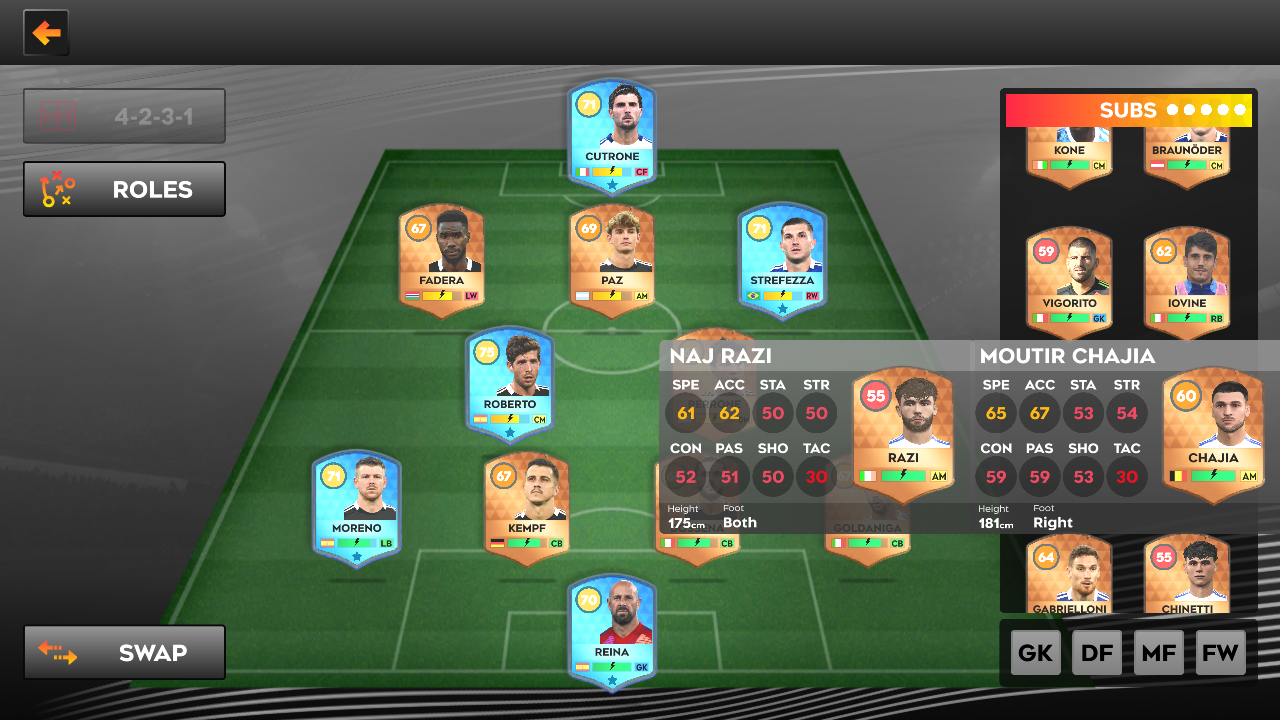 4-2-3-1
ROLES
71
CUTRONE
CF
67
FADERA
LW
69
PAZ
AM
71
STREFEZZA
RW
75
ROBERTO
CM
PERRONE
71
MORENO
LB
67
KEMPF
CB
CB
67
GOLDANIGA
CB
70
REINA
GK
SWAP
SUBS
KONE
CM
BRAUNÖDER
CM
59
VIGORITO
GK
62
IOVINE
RB
NAJ RAZI
SPE ACC STA STR
61 62 50 50
CON PAS SHO TAC
52 51 50 30
Height Foot
175cm Both
55
RAZI
AM
MOUTIR CHAJIA
SPE ACC STA STR
65 67 53 54
CON PAS SHO TAC
59 59 53 30
Height Foot
181cm Right
60
CHAJIA
AM
64
GABRIELLONI
55
CHINETTI
GK DF MF FW